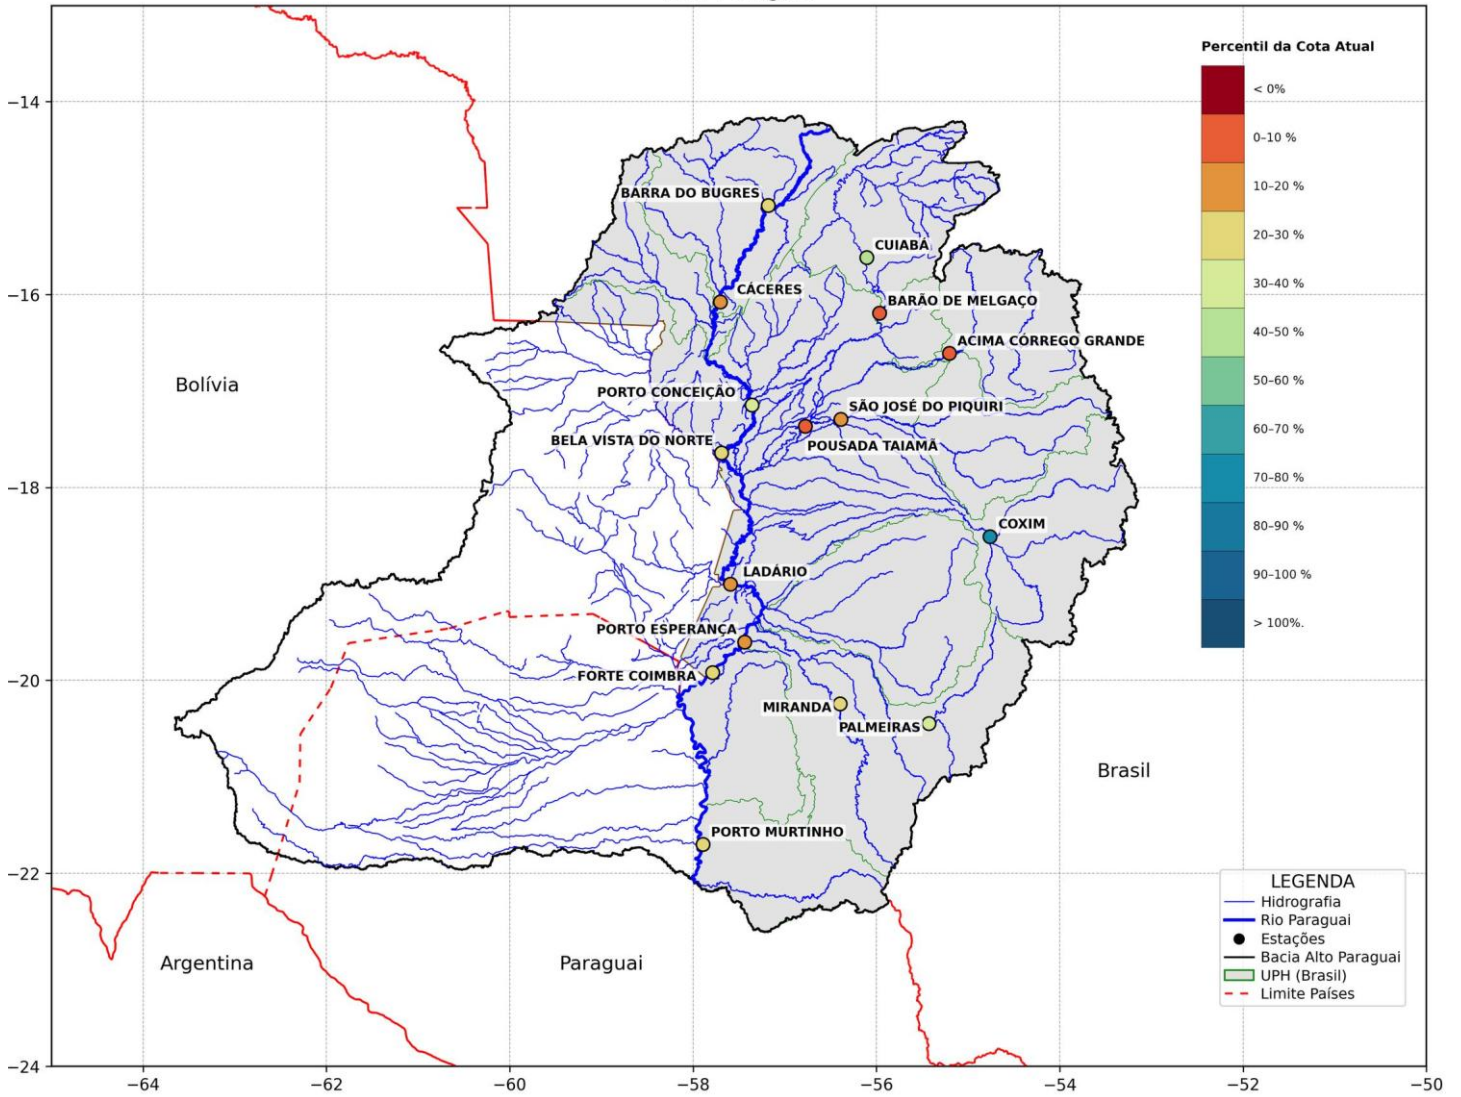 Percentil da Cota Atual
< 0%
0–10 %
10–20 %
20–30 %
30–40 %
40–50 %
50–60 %
60–70 %
70–80 %
80–90 %
90–100 %
> 100%.
−14
−16
−18
−20
−22
−24
BARRA DO BUGRES
CUIABÁ
CÁCERES
BARÃO DE MELGAÇO
ACIMA CÓRREGO GRANDE
Bolívia
PORTO CONCEIÇÃO
SÃO JOSÉ DO PIQUIRI
BELA VISTA DO NORTE
POUSADA TAIAMÃ
COXIM
LADÁRIO
PORTO ESPERANÇA
FORTE COIMBRA
MIRANDA
PALMEIRAS
Brasil
PORTO MURTINHO
Argentina
Paraguai
LEGENDA
Hidrografia
Rio Paraguai
Estações
Bacia Alto Paraguai
UPH (Brasil)
Limite Países
−64
−62
−60
−58
−56
−54
−52
−50